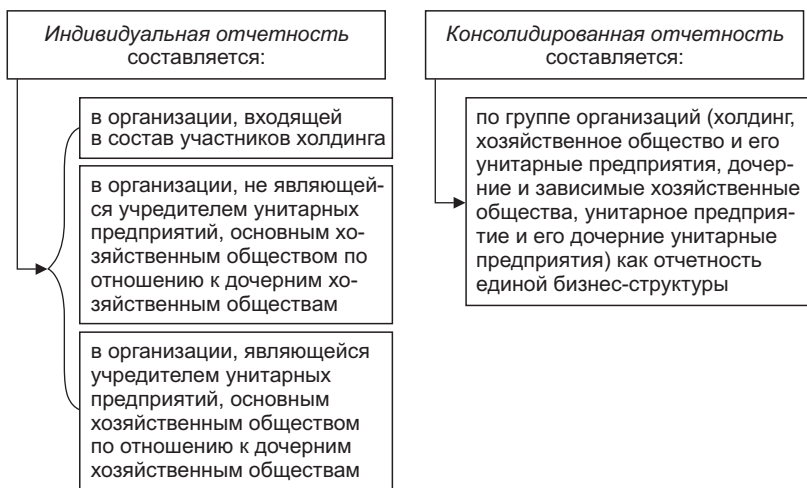 Индивидуальная отчетность
составляется:
в организации, входящей
в состав участников холдинга
в организации, не являющей-
ся учредителем унитарных
предприятий, основным хо-
зяйственным обществом по
отношению к дочерним хо-
зяйственным обществам
в организации, являющейся
учредителем унитарных
предприятий, основным
хозяйственным обществом
по отношению к дочерним
хозяйственным обществам
Консолидированная отчетность
составляется:
по группе организаций (холдинг,
хозяйственное общество и его
унитарные предприятия, дочер-
ние и зависимые хозяйственные
общества, унитарное предприя-
тие и его дочерние унитарные
предприятия) как отчетность
единой бизнес-структуры